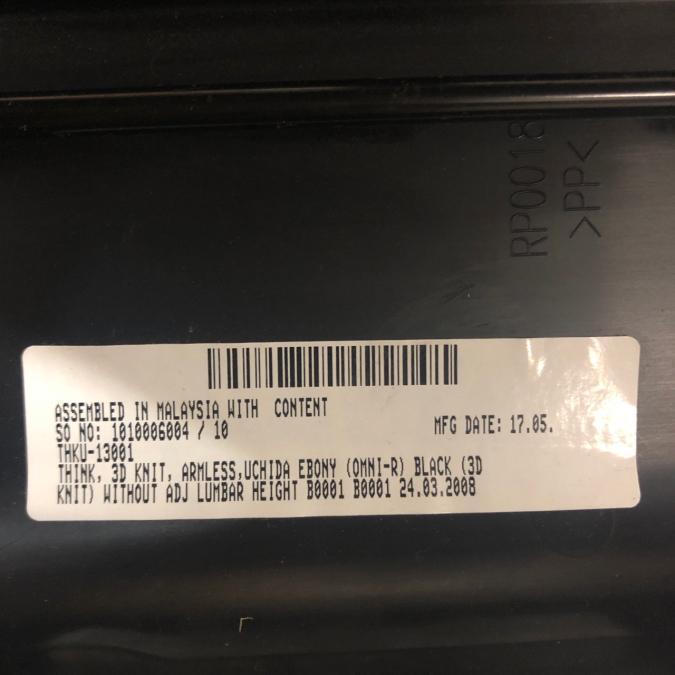 RP0018
>PP<
ASSEMBLED IN MALAYSIA WITH CONTENT
SO NO: 1010006004 / 10 MFG DATE: 17.05.
THKU-13001
THINK, 3D KNIT, ARMLESS,UCHIDA EBONY (OMNI-R) BLACK (3D
KNIT) WITHOUT ADJ LUMBAR HEIGHT B0001 B0001 24.03.2008